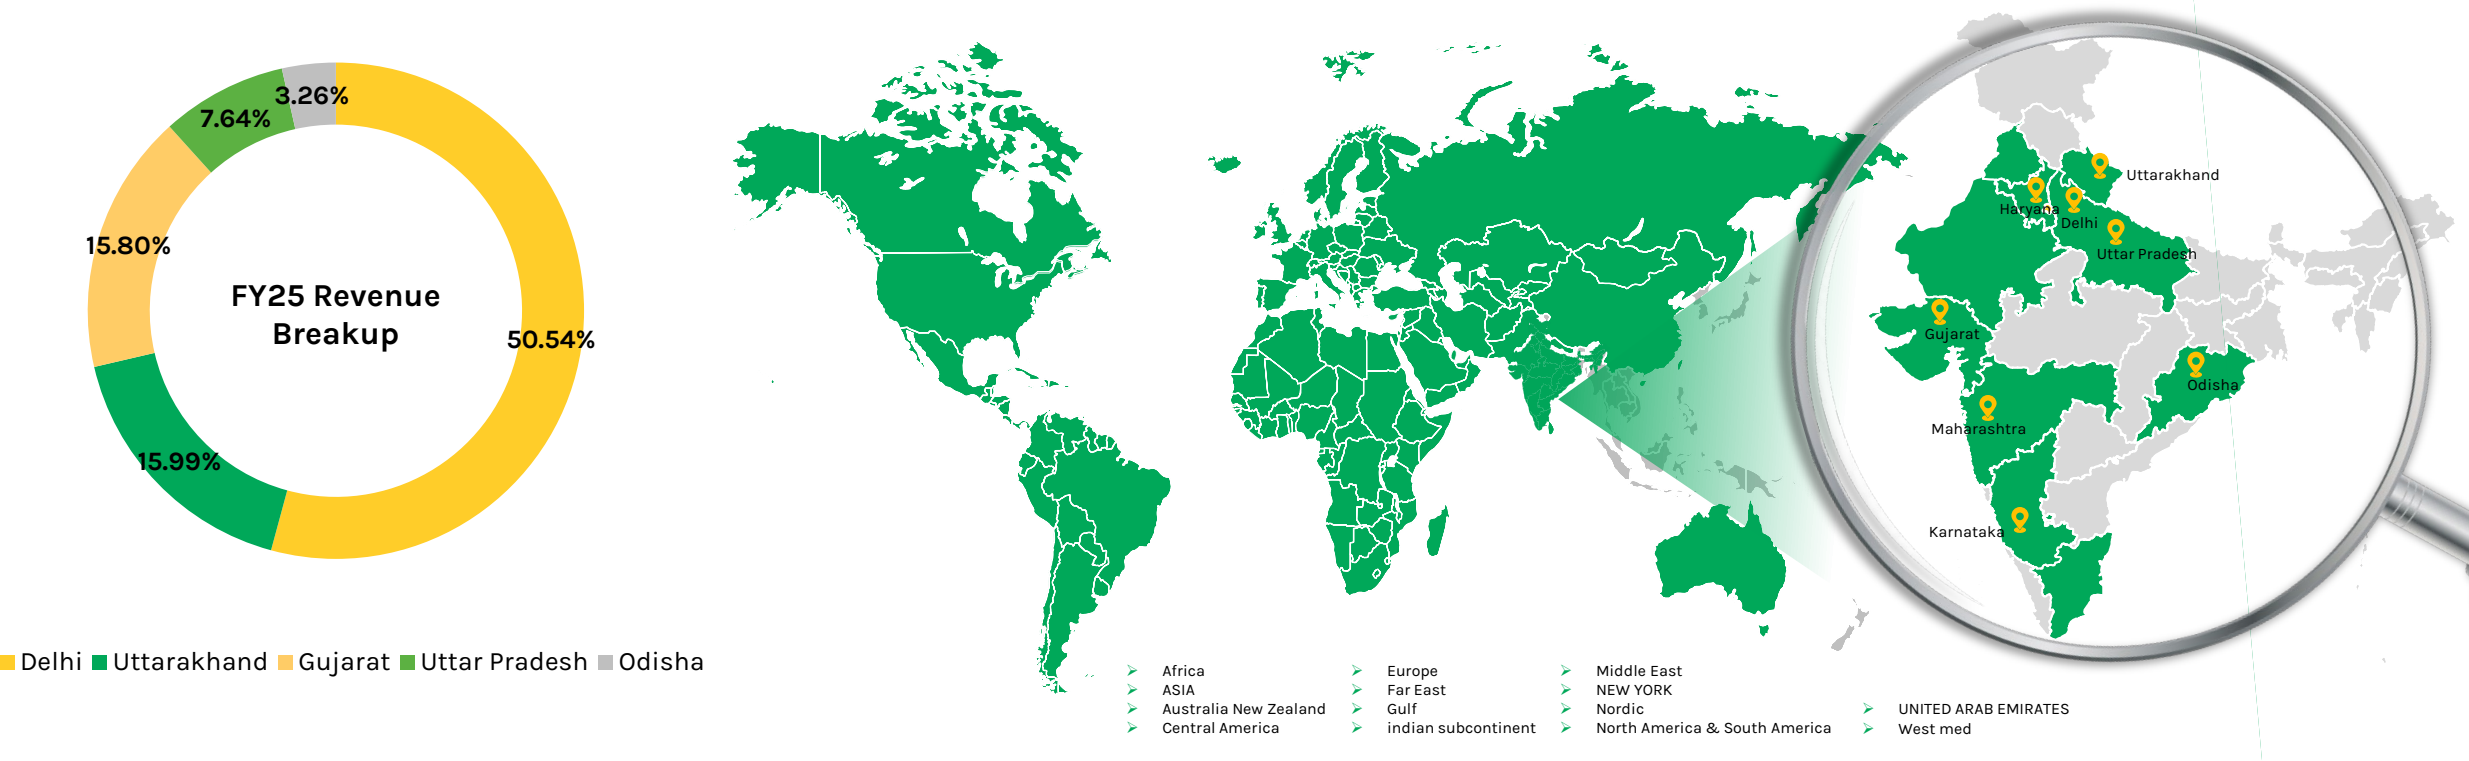 3.26%
7.64%
15.80%
15.99%
50.54%
FY25 Revenue
Breakup
Delhi Uttarakhand Gujarat Uttar Pradesh Odisha
Uttarakhand
Haryana
Delhi
Uttar Pradesh
Gujarat
Odisha
Maharashtra
Karnataka
Africa
ASIA
Australia New Zealand
Central America
Europe
Far East
Gulf
indian subcontinent
Middle East
NEW YORK
Nordic
North America & South America
UNITED ARAB EMIRATES
West med